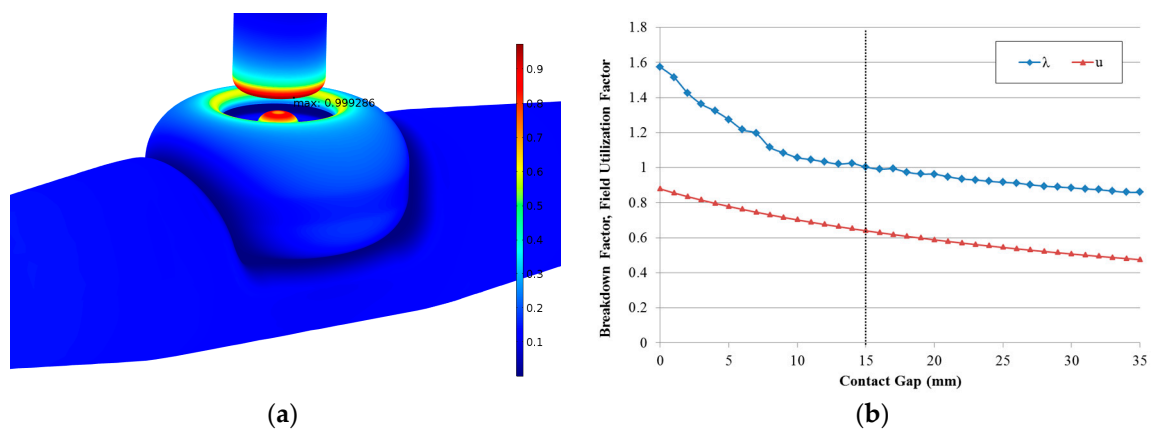 max: 0.999286
0.9
0.8
0.7
0.6
0.5
0.4
0.3
0.2
0.1
(a)
Breakdown Factor, Field Utilization Factor
1.8
1.6
1.4
1.2
1
0.8
0.6
0.4
0.2
0
λ u
0 5 10 15 20 25 30 35
Contact Gap (mm)
(b)